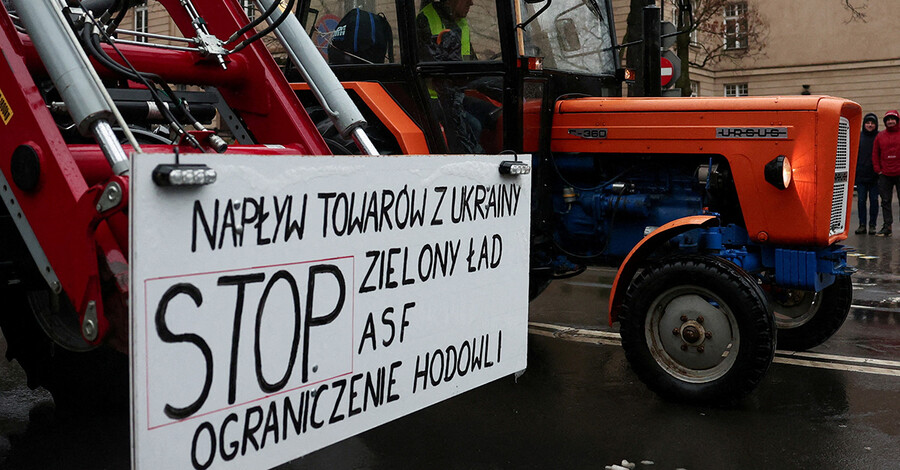 NAPŁYW TOWARÓW Z UKRAINY
STOP.
ZIELONY ŁAD
ASF
OGRANICZENIE HODOWLI
360
URSUS